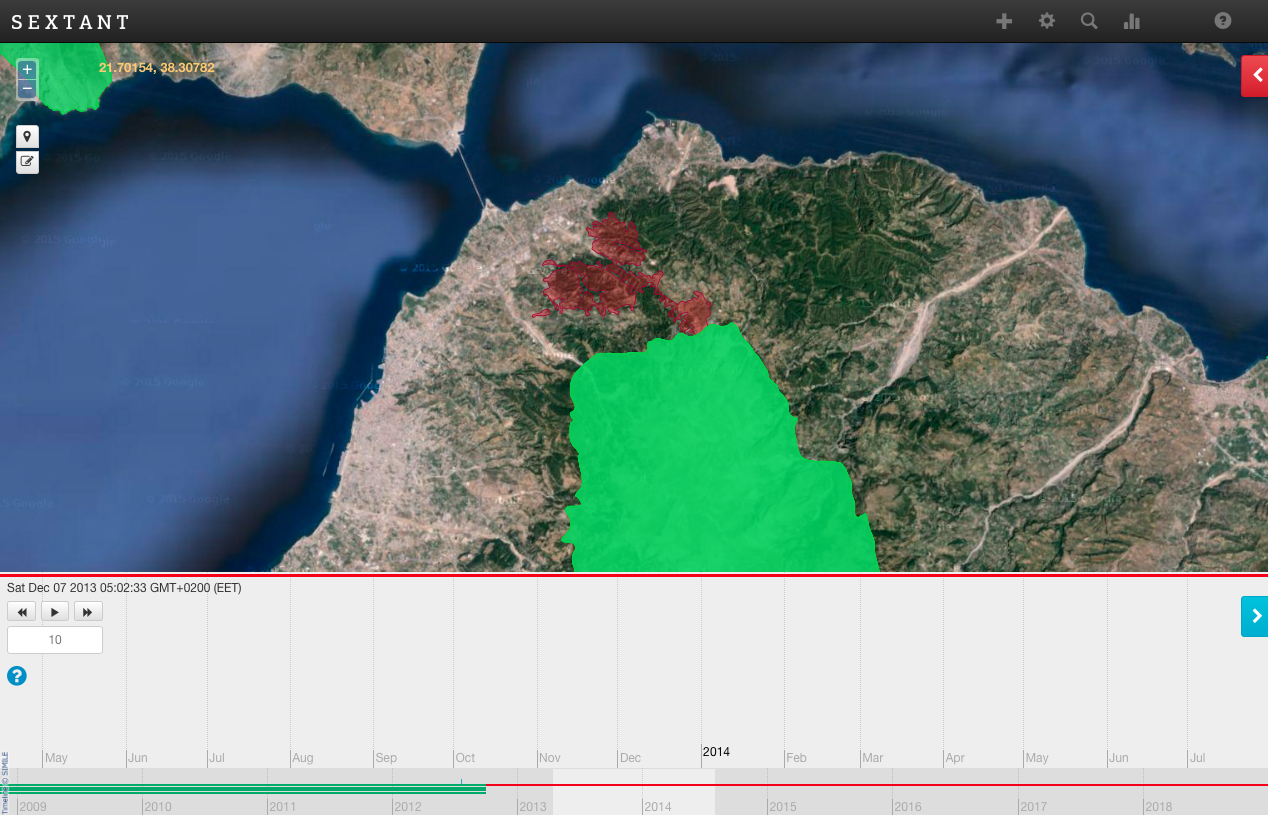 SEXTANT
21.70154, 38.30782
© 2015 Google
Sat Dec 07 2013 05:02:33 GMT+0200 (EET)
10
May Jun Jul Aug Sep Oct Nov Dec 2014 Feb Mar Apr May Jun Jul
2009 2010 2011 2012 2013 2014 2015 2016 2017 2018
Timeline © SIMILE